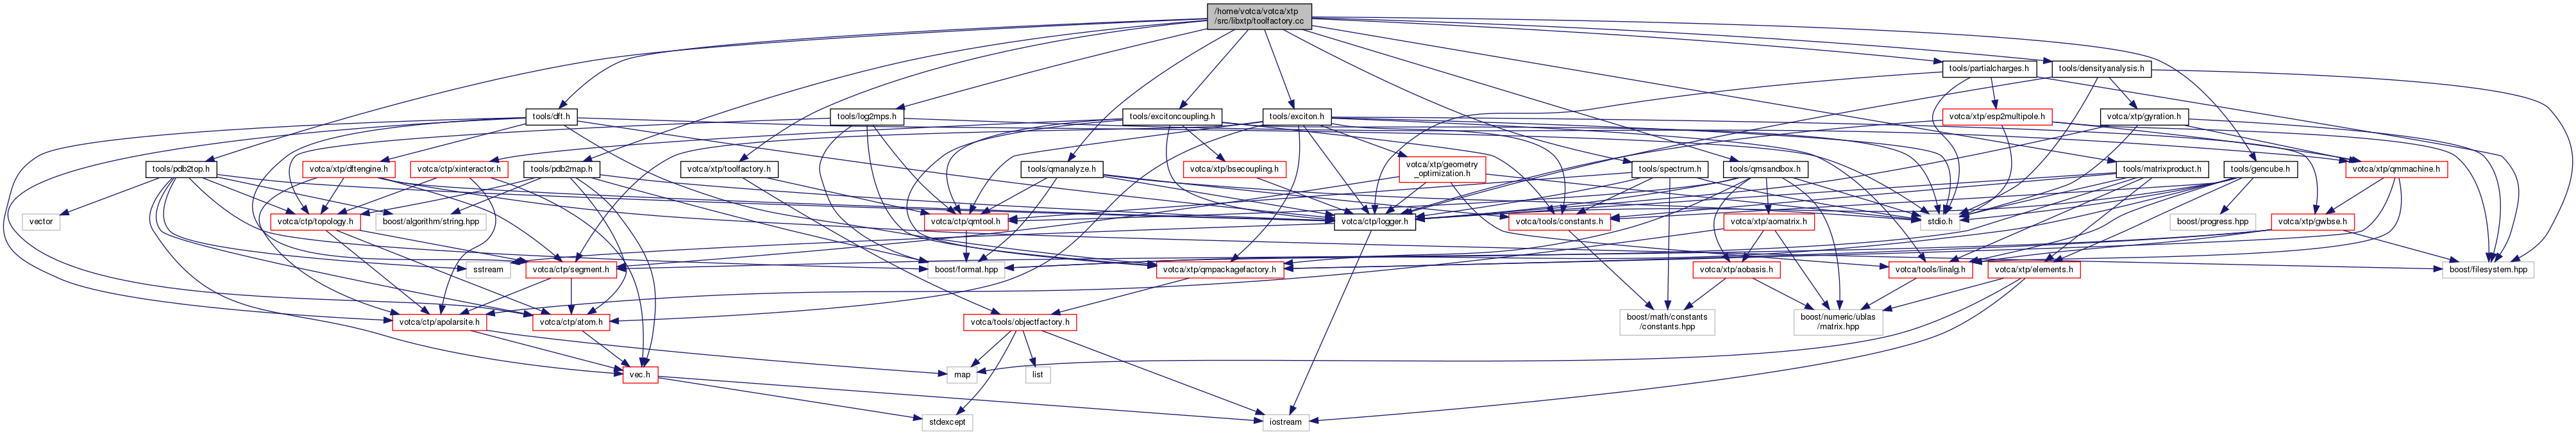 /home/votca/votca/xtp
/src/libxtp/toolfactory.cc
tools/partialcharges.h
tools/densityanalysis.h
tools/dft.h
tools/log2mps.h
tools/excitoncoupling.h
tools/exciton.h
votca/xtp/esp2multipole.h
votca/xtp/gyration.h
tools/pdb2top.h
votca/xtp/dftengine.h
votca/ctp/xinteractor.h
tools/pdb2map.h
votca/xtp/toolfactory.h
tools/qmanalyze.h
votca/xtp/bsecoupling.h
votca/xtp/geometry
_optimization.h
tools/spectrum.h
tools/qmsandbox.h
tools/matrixproduct.h
tools/gencube.h
votca/xtp/qmmachine.h
vector
votca/ctp/topology.h
boost/algorithm/string.hpp
votca/ctp/qmtool.h
votca/ctp/logger.h
votca/tools/constants.h
votca/xtp/aomatrix.h
stdio.h
boost/progress.hpp
votca/xtp/gwbse.h
sstream
votca/ctp/segment.h
boost/format.hpp
votca/xtp/qmpackagefactory.h
votca/xtp/aobasis.h
votca/tools/linalg.h
votca/xtp/elements.h
boost/filesystem.hpp
votca/ctp/apolarsite.h
votca/ctp/atom.h
votca/tools/objectfactory.h
boost/math/constants
/constants.hpp
boost/numeric/ublas
/matrix.hpp
vec.h
map
list
stdexcept
iostream